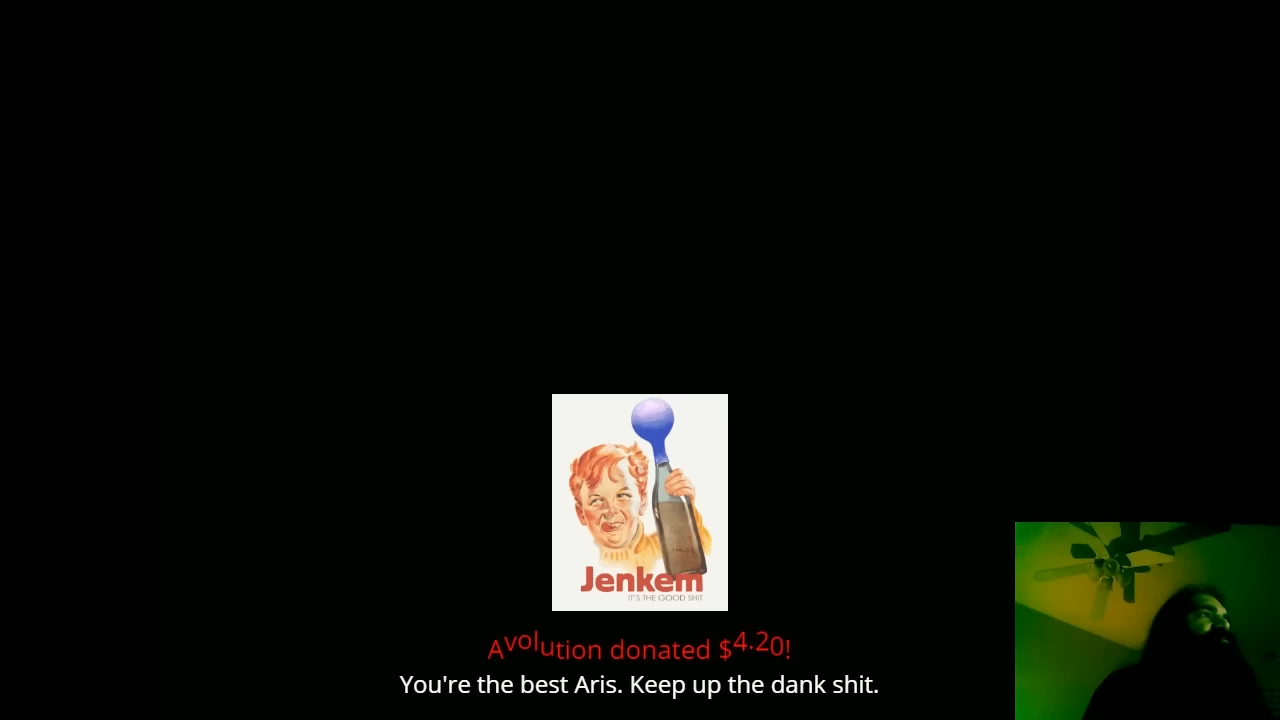 Jenkem
IT'S THE GOOD SHIT
Avolution donated $4.20!
You're the best Aris. Keep up the dank shit.